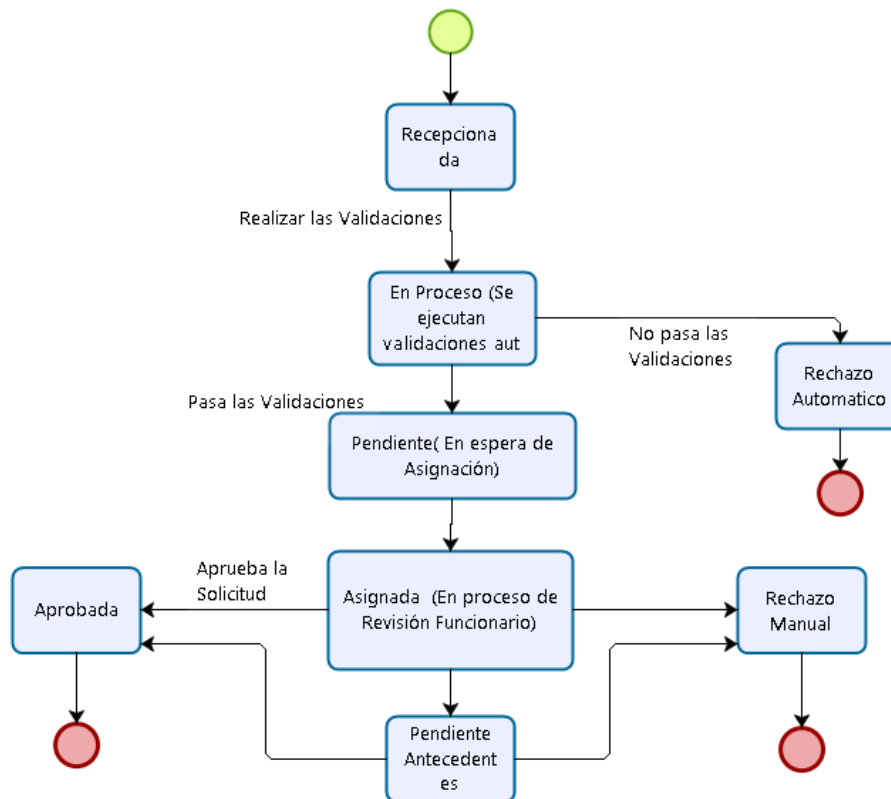 Recepciona
da
Realizar las Validaciones
En Proceso (Se
ejecutan
validaciones aut
No pasa las
Validaciones
Rechazo
Automatico
Pasa las Validaciones
Pendiente( En espera de
Asignación)
Aprueba la
Solicitud
Aprobada
Asignada (En proceso de
Revisión Funcionario)
Rechazo
Manual
Pendiente
Antecedent
es